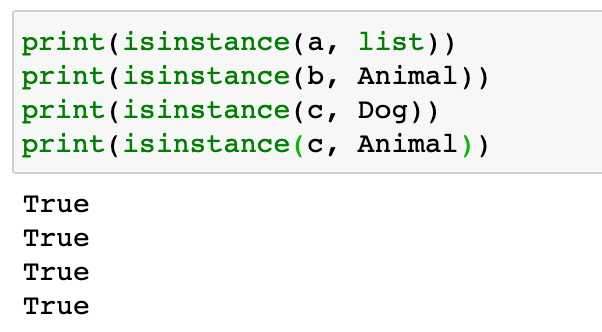 print(isinstance(a, list))
print(isinstance(b, Animal))
print(isinstance(c, Dog))
print(isinstance(c, Animal))
True
True
True
True